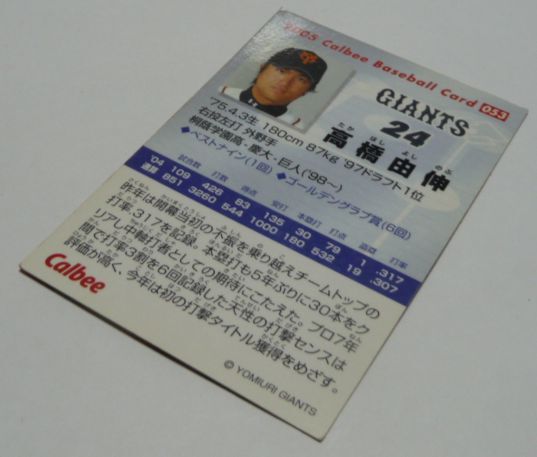 2005 Calbee Baseball Card 053
GIANTS
24
たか はし よし のぶ
高橋由伸
'75.4.3生 180cm 87kg '97ドラフト1位
右投左打 外野手
桐蔭学園高・慶大・巨人('98〜)
◆ベストナイン(1回) ◆ゴールデングラブ賞(6回)
試合数 打数 得点 安打 本塁打 打点 盗塁 打率
'04 109 426 83 135 30 79 1 .317
通算 851 3260 544 1000 180 532 19 .307
昨年は開幕当初の不振を乗り越えチームトップの
打率.317を記録。本塁打も5年ぶりに30本をク
リアし中軸打者としての期待にこたえた。プロ7年
間で打率3割を6回記録した天性の打撃センスは
評価が高く、今年は初の打撃タイトル獲得をめざす。
Calbee
© YOMIURI GIANTS